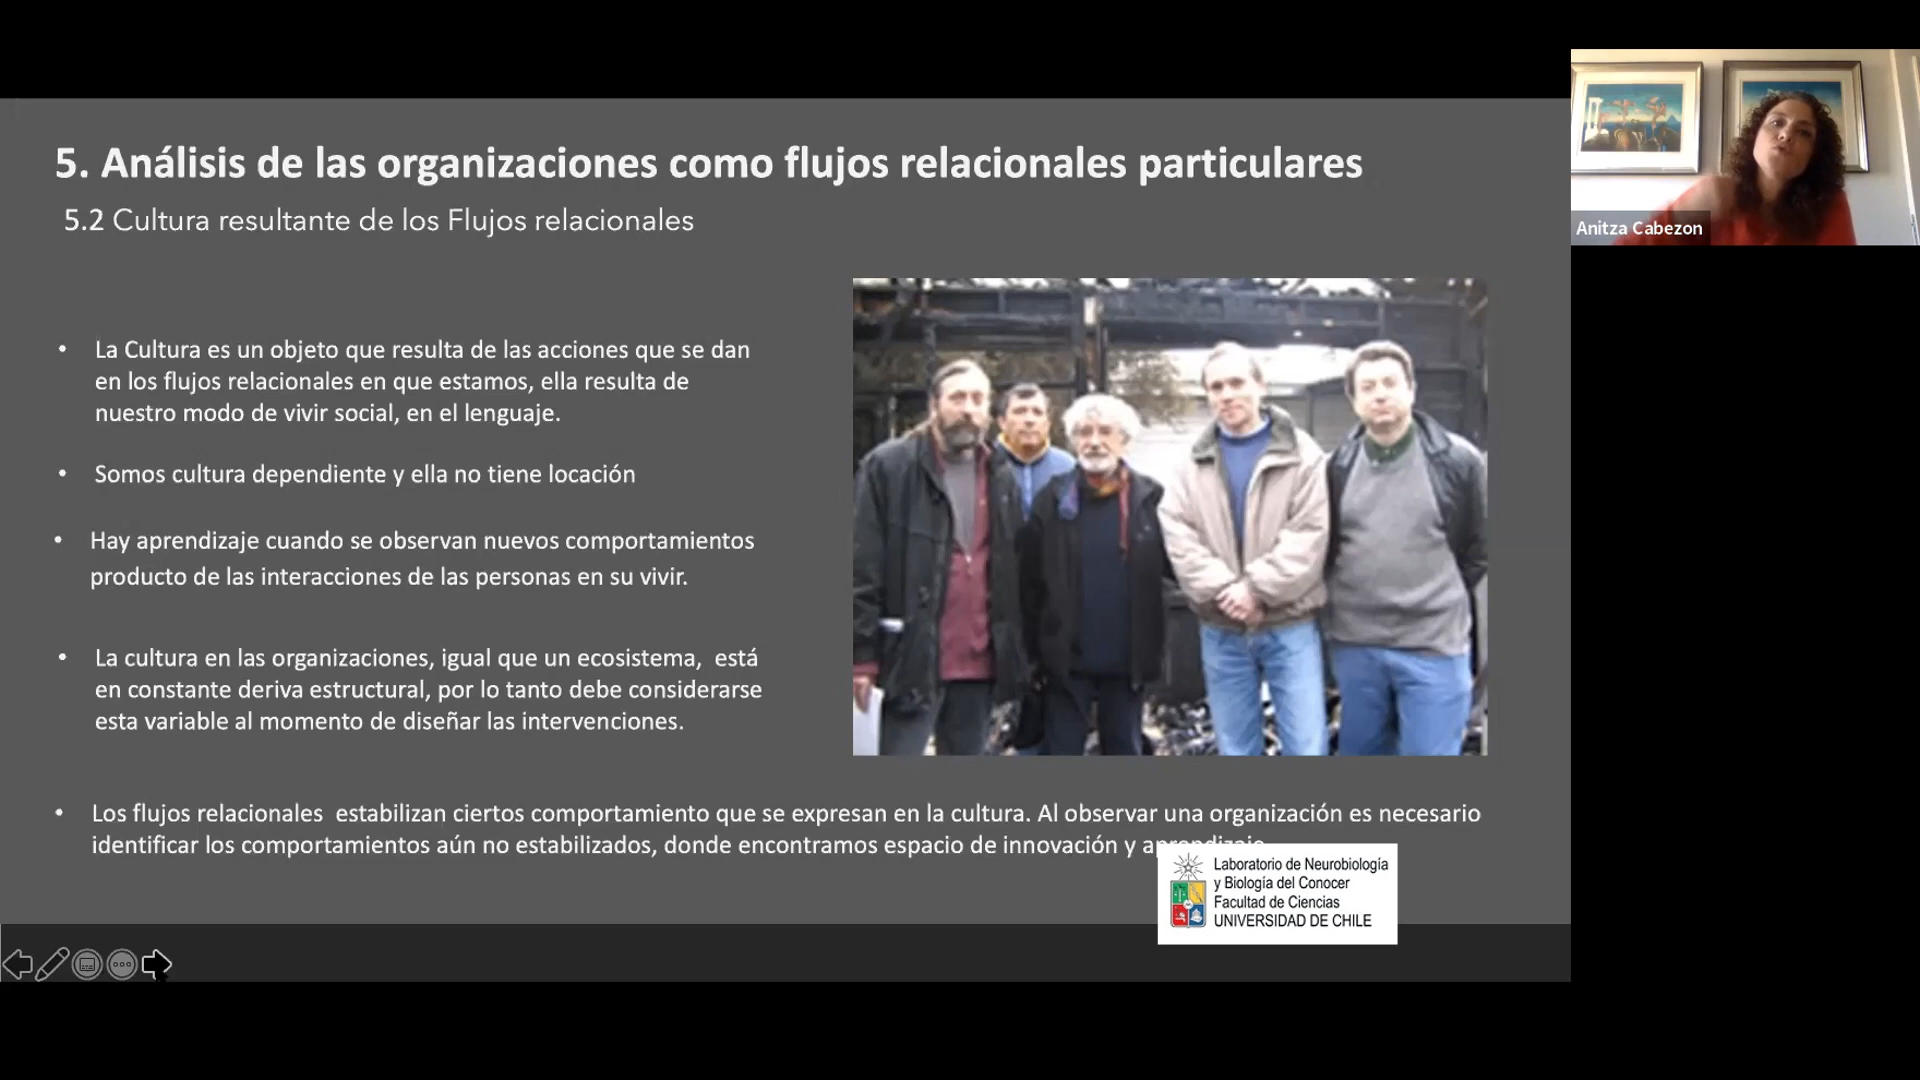 5. Análisis de las organizaciones como flujos relacionales particulares
5.2 Cultura resultante de los Flujos relacionales
Anitza Cabezon
• La Cultura es un objeto que resulta de las acciones que se dan
en los flujos relacionales en que estamos, ella resulta de
nuestro modo de vivir social, en el lenguaje.
• Somos cultura dependiente y ella no tiene locación
• Hay aprendizaje cuando se observan nuevos comportamientos
producto de las interacciones de las personas en su vivir.
• La cultura en las organizaciones, igual que un ecosistema, está
en constante deriva estructural, por lo tanto debe considerarse
esta variable al momento de diseñar las intervenciones.
• Los flujos relacionales estabilizan ciertos comportamiento que se expresan en la cultura. Al observar una organización es necesario
identificar los comportamientos aún no estabilizados, donde encontramos espacio de innovación y aprendizaje
Laboratorio de Neurobiología
y Biología del Conocer
Facultad de Ciencias
UNIVERSIDAD DE CHILE